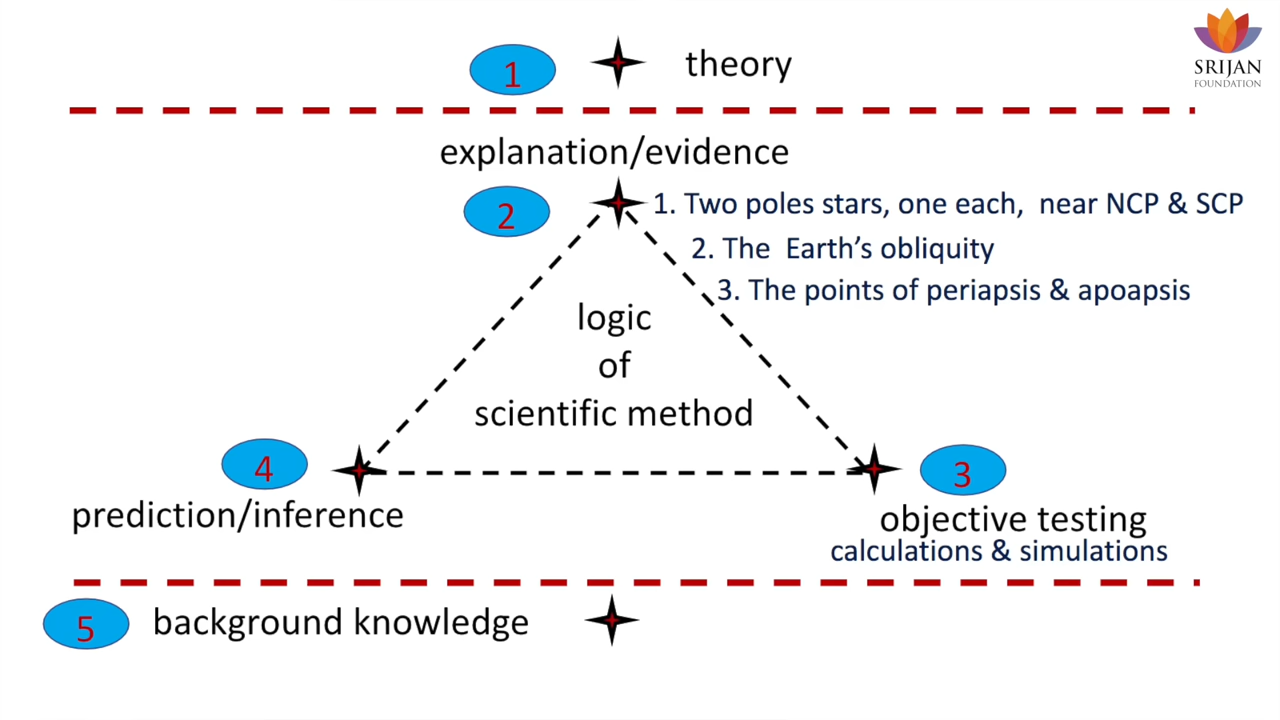 1 theory
SRIJAN
FOUNDATION
explanation/evidence
2 1. Two poles stars, one each, near NCP & SCP
2. The Earth's obliquity
3. The points of periapsis & apoapsis
logic
of
scientific method
4
3
prediction/inference
objective testing
calculations & simulations
5 background knowledge